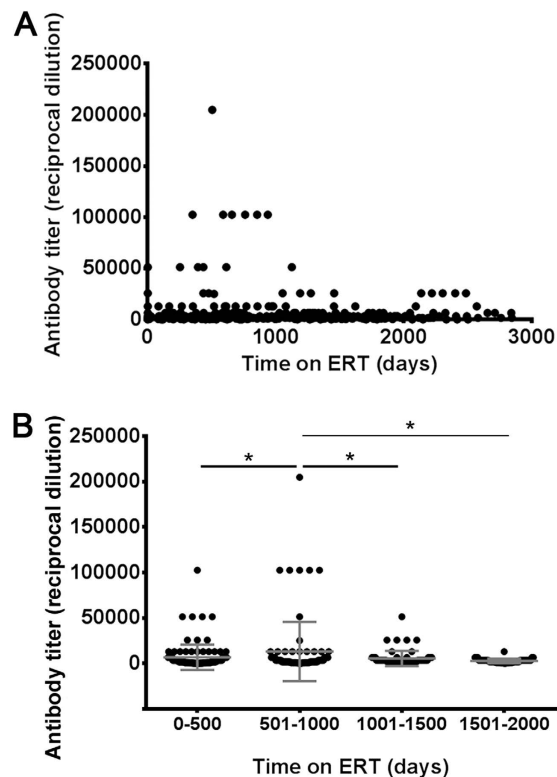 A
Antibody titer (reciprocal dilution)
250000
200000
150000
100000
50000
0
0 1000 2000 3000
Time on ERT (days)
B
Antibody titer (reciprocal dilution)
250000
200000
150000
100000
50000
0
*
*
*
0-500 501-1000 1001-1500 1501-2000
Time on ERT (days)